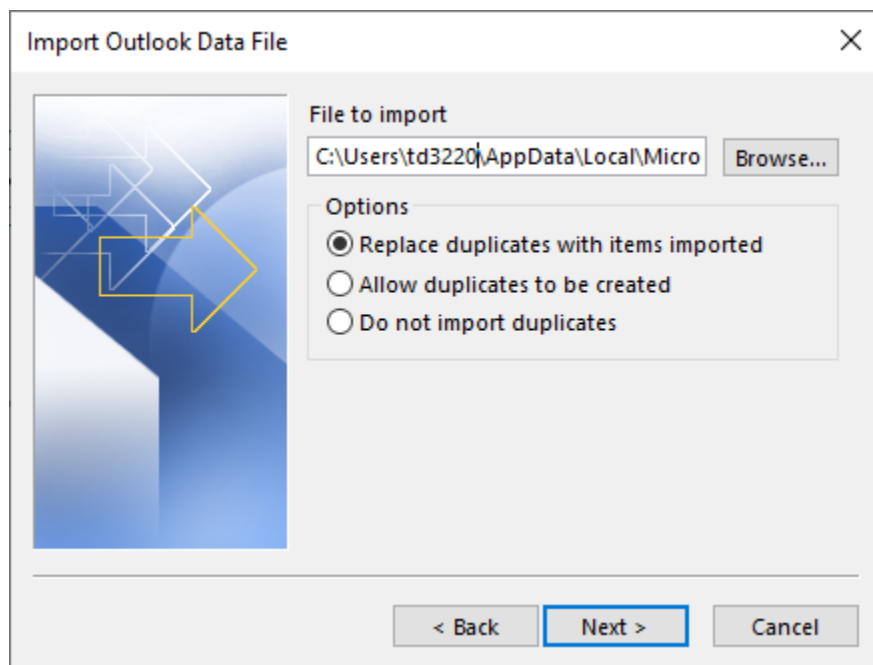 Import Outlook Data File
File to import
C:\Users\td3220\AppData\Local\Micro
Browse...
Options
Replace duplicates with items imported
Allow duplicates to be created
Do not import duplicates
< Back
Next >
Cancel